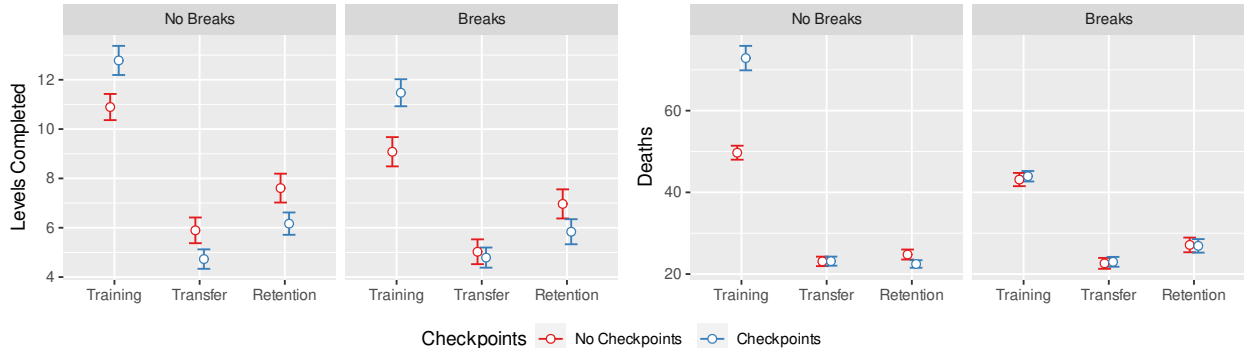 No Breaks
Breaks
Levels Completed
12
10
8
6
4
Training
Transfer
Retention
Training
Transfer
Retention
No Breaks
Breaks
Deaths
60
40
20
Training
Transfer
Retention
Training
Transfer
Retention
Checkpoints No Checkpoints Checkpoints